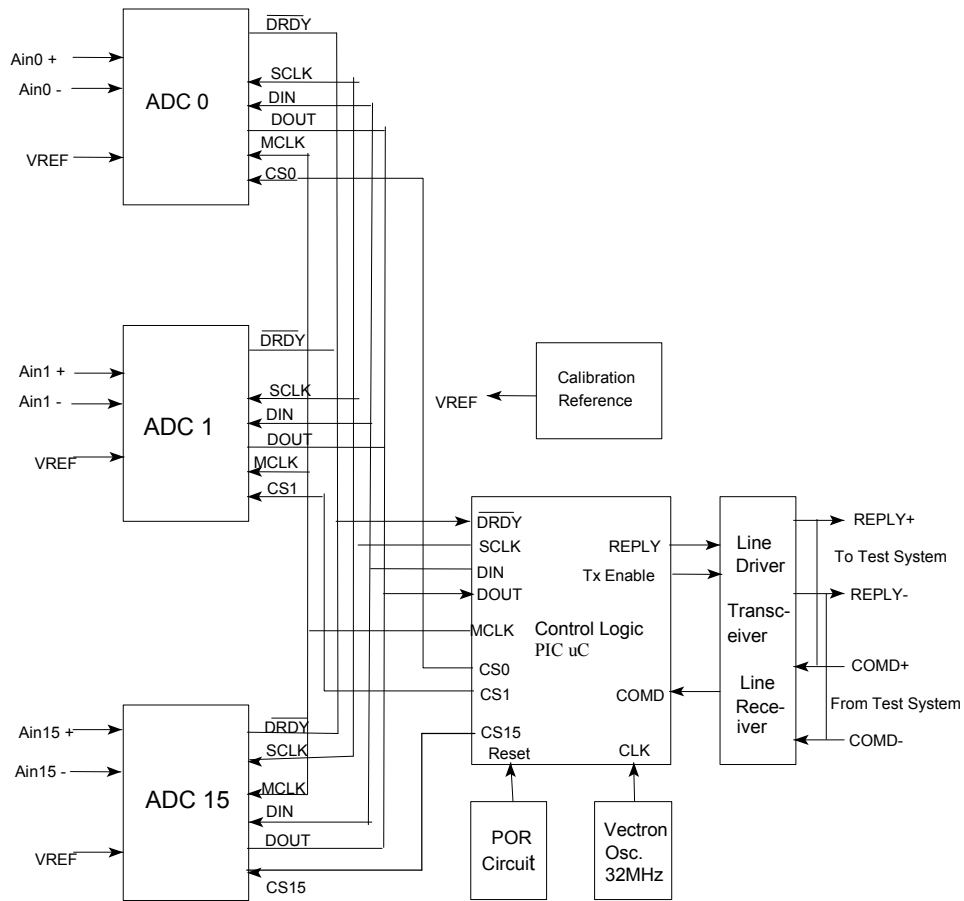 DRDY
Ain0 +
Ain0 -
VREF
ADC 0
SCLK
DIN
DOUT
MCLK
CS0
DRDY
Ain1 +
Ain1 -
VREF
ADC 1
SCLK
DIN
DOUT
MCLK
CS1
VREF
Calibration
Reference
DRDY
SCLK
DIN
DOUT
MCLK
CS0
CS1
CS15
Reset
REPLY
Tx Enable
Control Logic
PIC uC
COMD
CLK
Line
Driver
Transc-
eiver
Line
Rece-
iver
REPLY+
To Test System
REPLY-
COMD+
From Test System
COMD-
DRDY
Ain15 +
Ain15 -
VREF
ADC 15
SCLK
MCLK
DIN
DOUT
CS15
POR
Circuit
Vectron
Osc.
32MHz